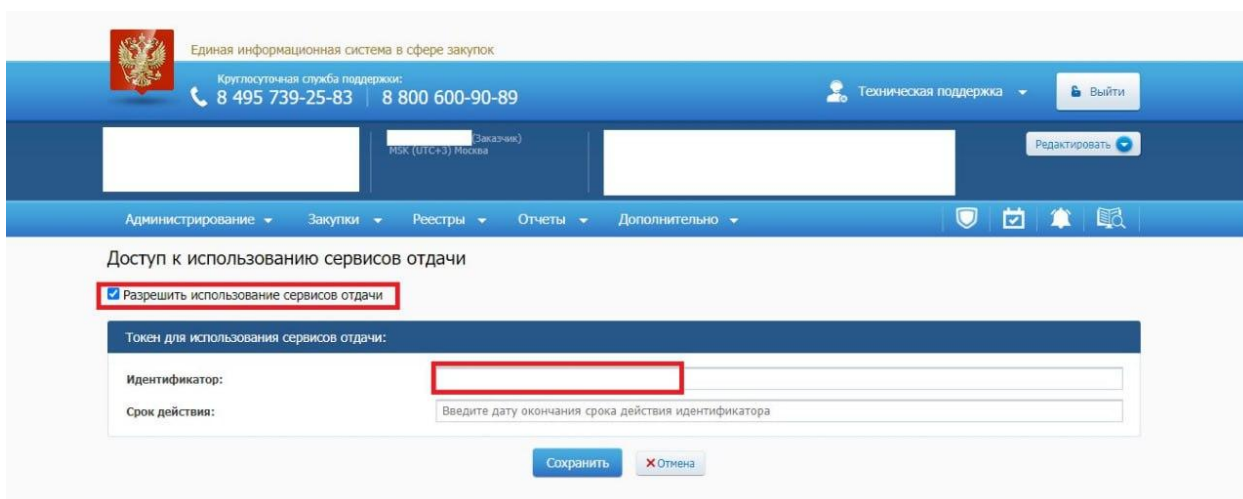 Единая информационная система в сфере закупок
Круглосуточная служба поддержки:
8 495 739-25-83 8 800 600-90-89
Техническая поддержка
Выйти
(Заказчик)
MSK (UTC+3) Москва
Редактировать
Администрирование Закупки Реестры Отчеты Дополнительно
Доступ к использованию сервисов отдачи
Разрешить использование сервисов отдачи
Токен для использования сервисов отдачи:
Идентификатор:
Срок действия: Введите дату окончания срока действия идентификатора
Сохранить Отмена